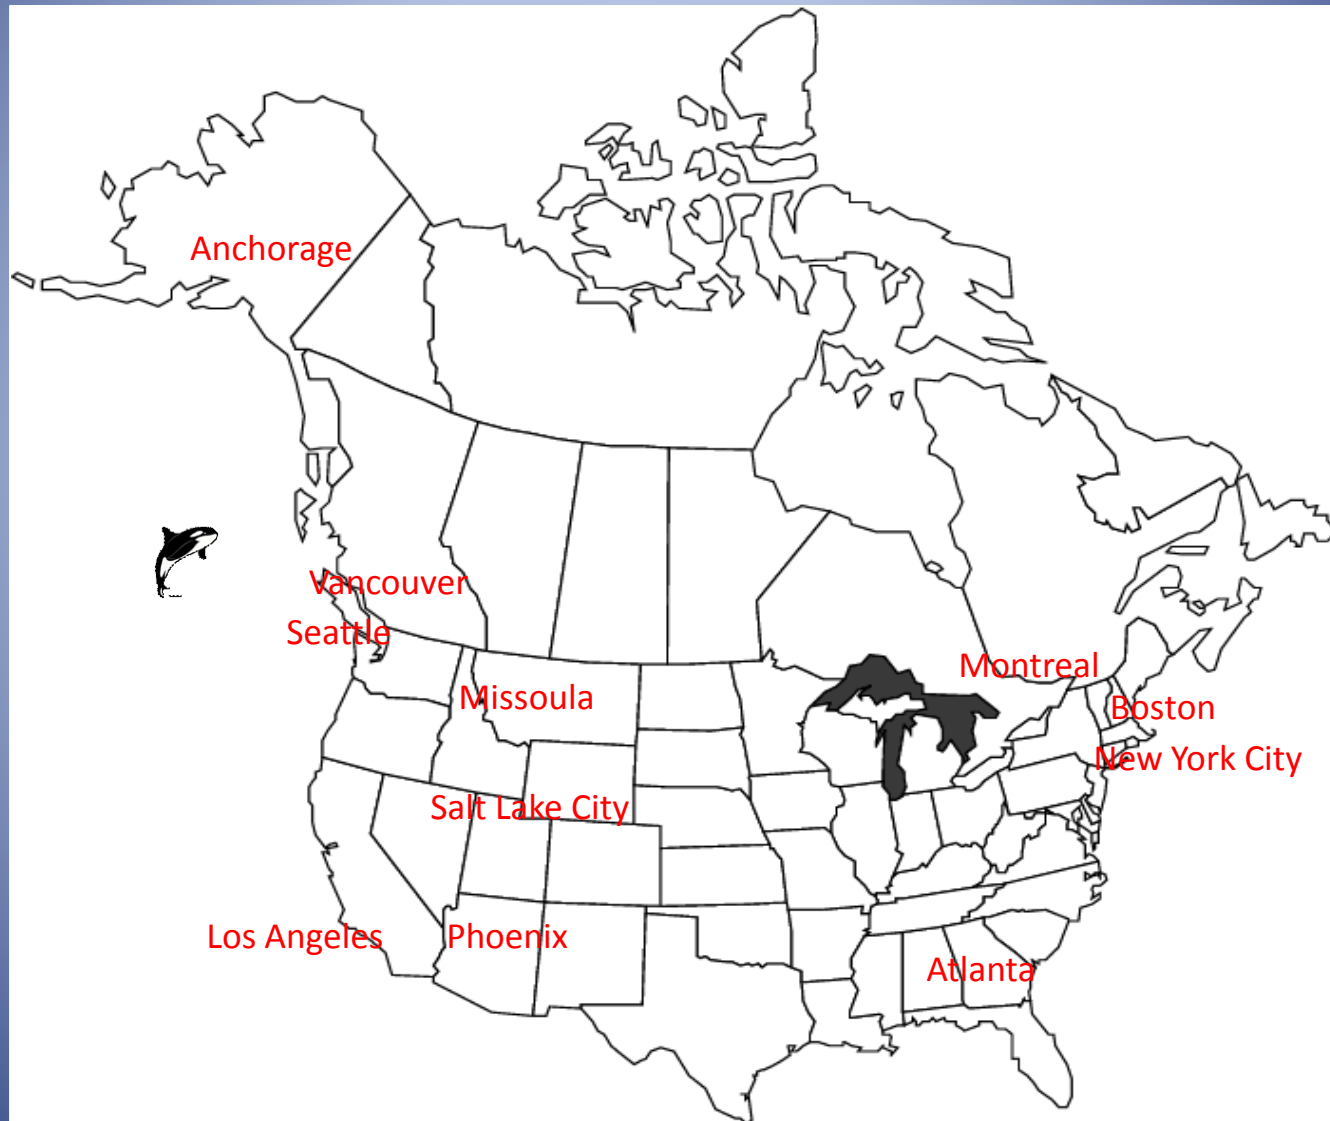 Anchorage
Vancouver
Seattle
Montreal
Missoula
Boston
New York City
Salt Lake City
Los Angeles
Phoenix
Atlanta